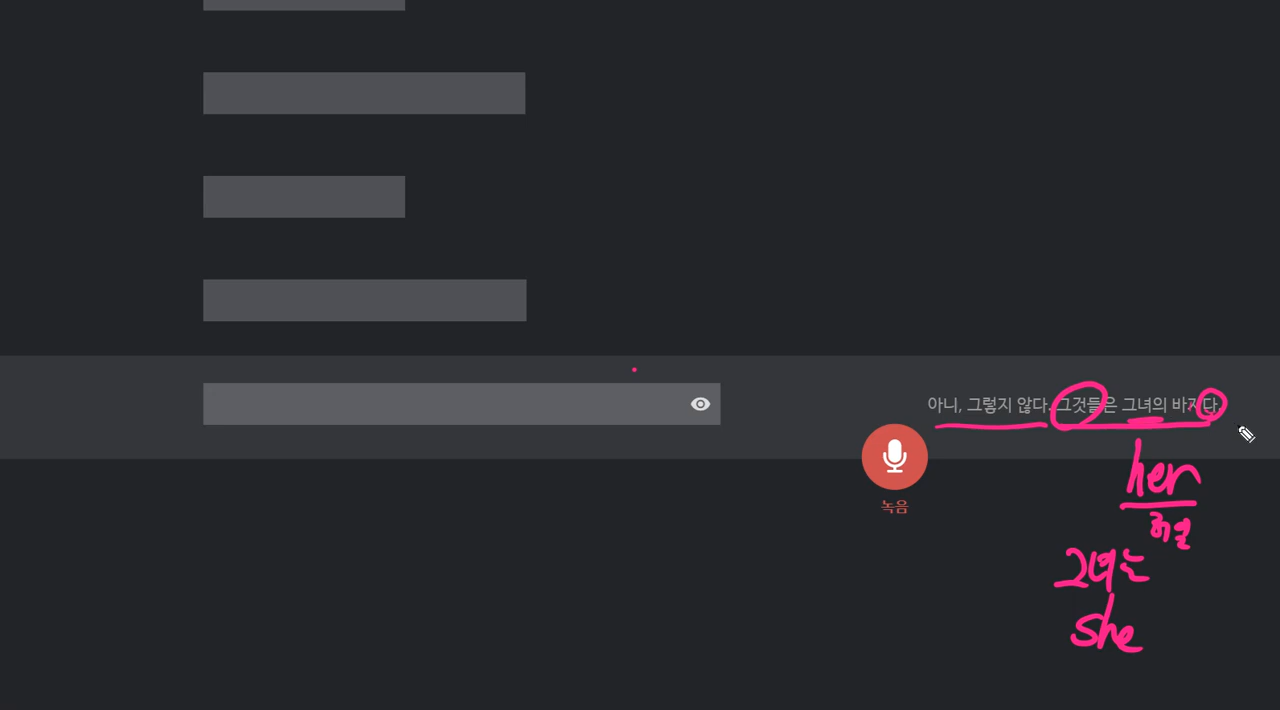 아니, 그렇지 않다. 그것들은 그녀의 바지다.
녹음
her
허얼
그녀는
she